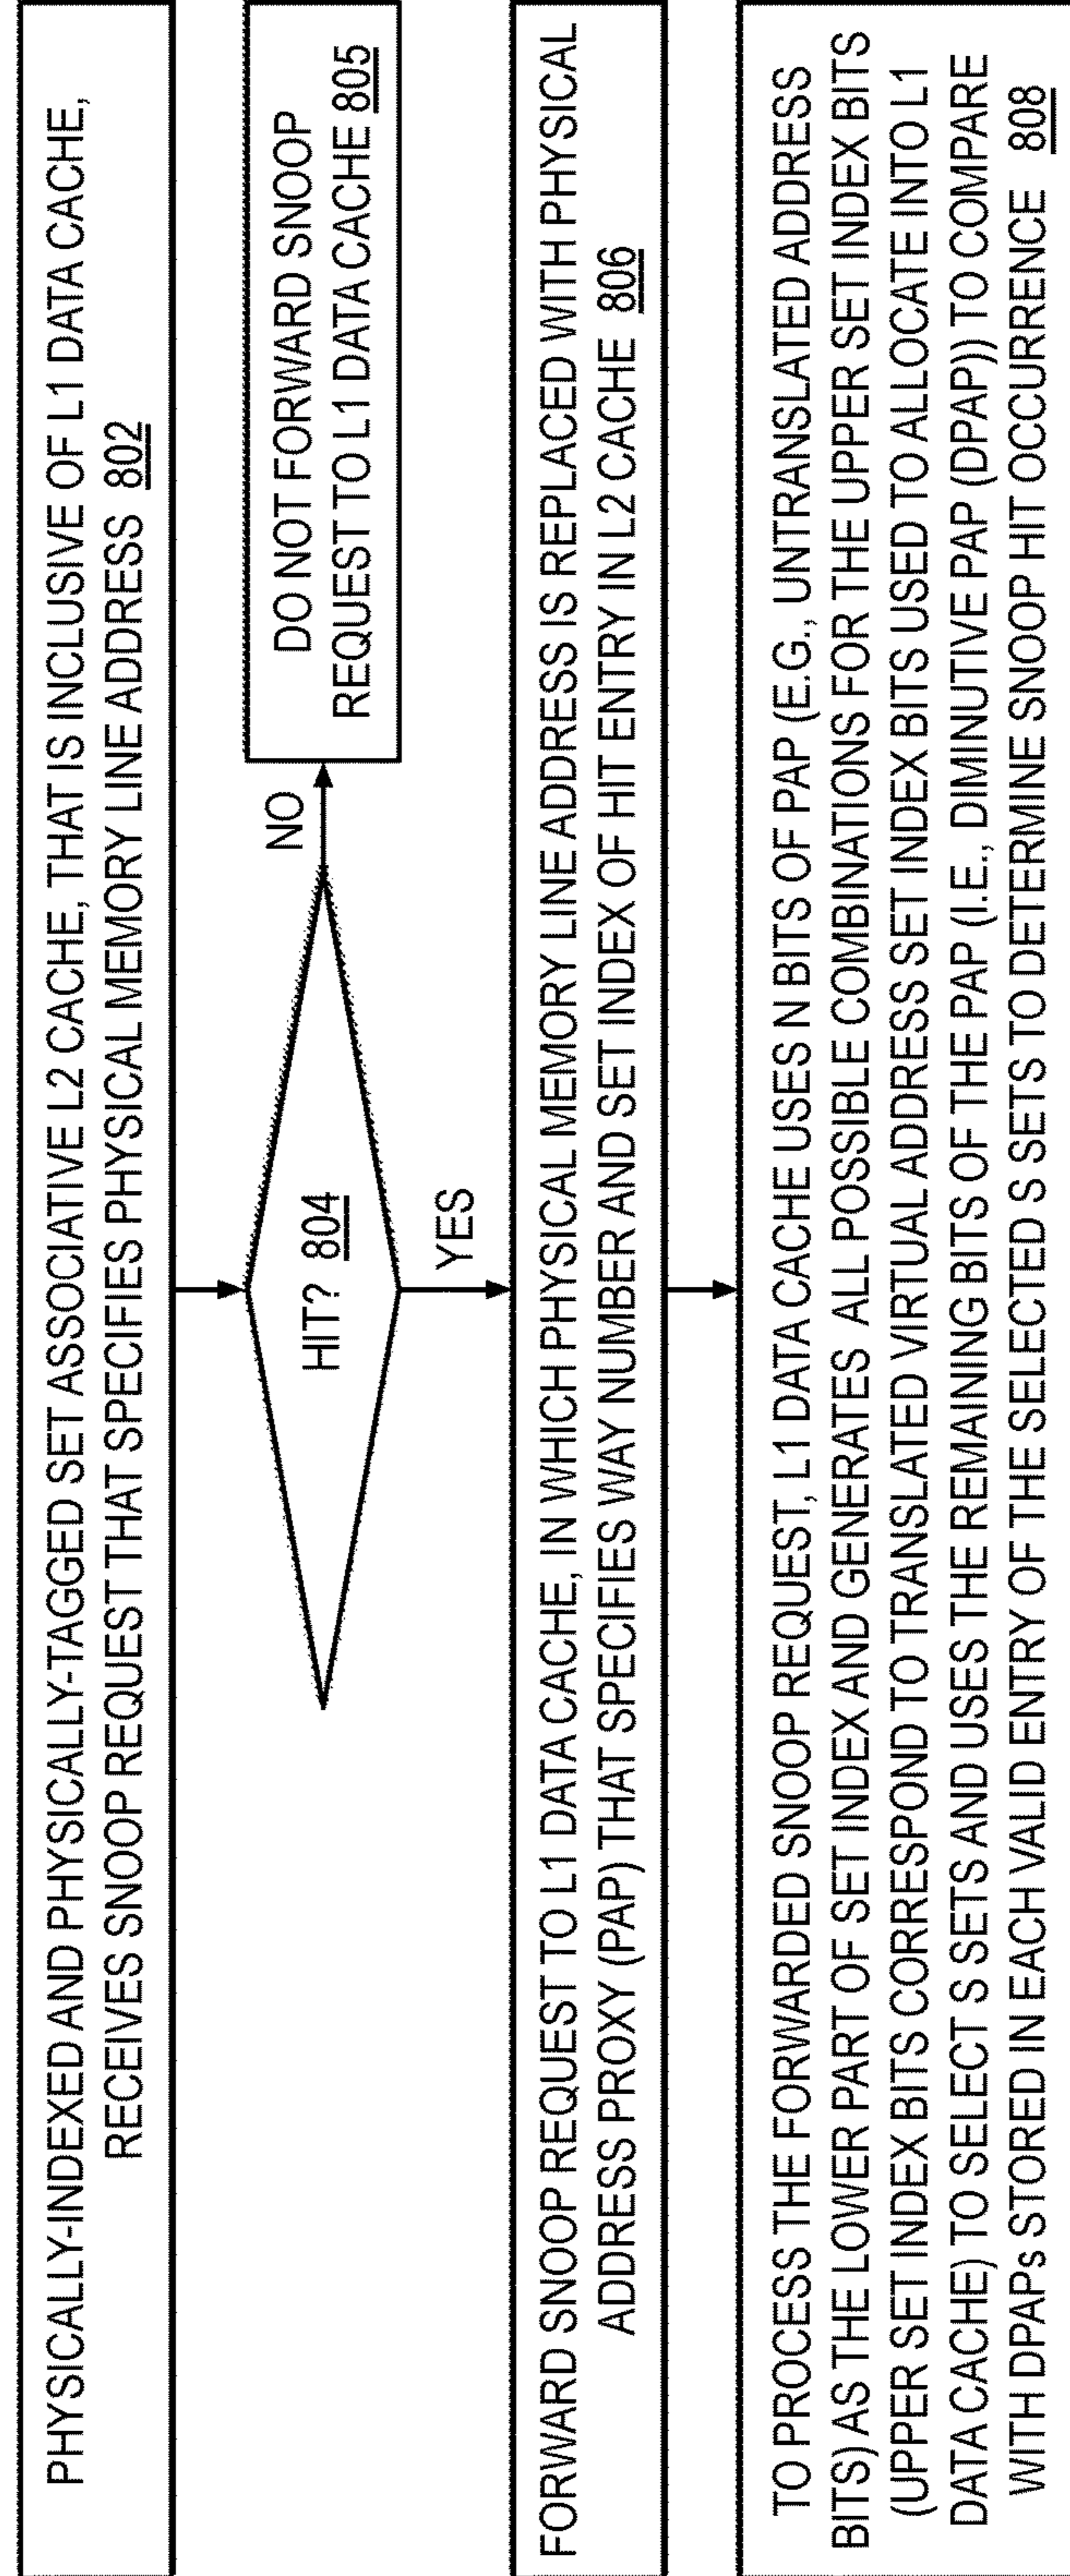 PHYSICALLY-INDEXED AND PHYSICALLY-TAGGED SET ASSOCIATIVE L2 CACHE, THAT IS INCLUSIVE OF L1 DATA CACHE,
RECEIVES SNOOP REQUEST THAT SPECIFIES PHYSICAL MEMORY LINE ADDRESS 802
HIT? 804
NO
DO NOT FORWARD SNOOP
REQUEST TO L1 DATA CACHE 805
YES
FORWARD SNOOP REQUEST TO L1 DATA CACHE, IN WHICH PHYSICAL MEMORY LINE ADDRESS IS REPLACED WITH PHYSICAL
ADDRESS PROXY (PAP) THAT SPECIFIES WAY NUMBER AND SET INDEX OF HIT ENTRY IN L2 CACHE 806
TO PROCESS THE FORWARDED SNOOP REQUEST, L1 DATA CACHE USES N BITS OF PAP (E.G., UNTRANSLATED ADDRESS
BITS) AS THE LOWER PART OF SET INDEX AND GENERATES ALL POSSIBLE COMBINATIONS FOR THE UPPER SET INDEX BITS
(UPPER SET INDEX BITS CORRESPOND TO TRANSLATED VIRTUAL ADDRESS SET INDEX BITS USED TO ALLOCATE INTO L1
DATA CACHE) TO SELECT S SETS AND USES THE REMAINING BITS OF THE PAP (I.E., DIMINUTIVE PAP (DPAP)) TO COMPARE
WITH DPAPs STORED IN EACH VALID ENTRY OF THE SELECTED S SETS TO DETERMINE SNOOP HIT OCCURRENCE 808